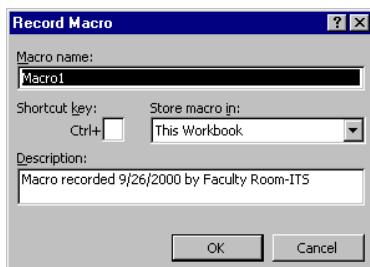 Record Macro
Macro name:
Macro1
Shortcut key: Store macro in:
Ctrl+ This Workbook
Description:
Macro recorded 9/26/2000 by Faculty Room-ITS
OK Cancel